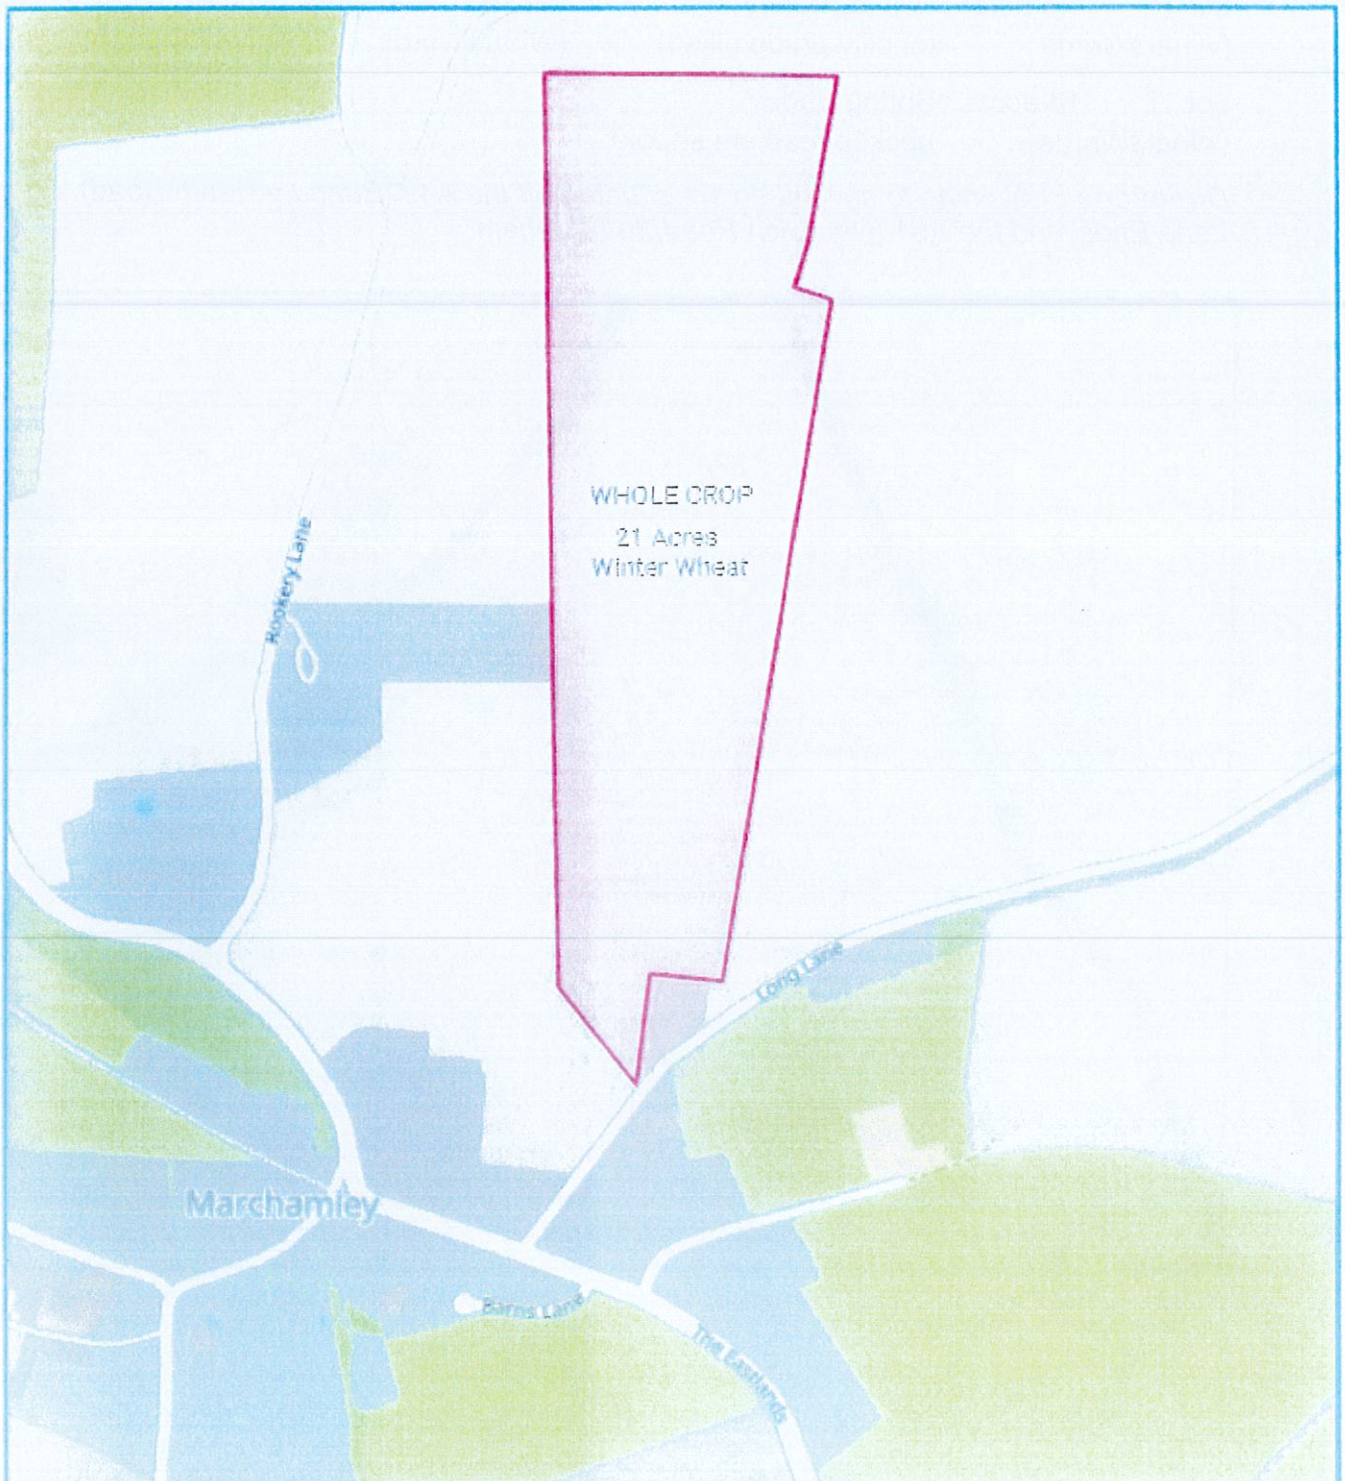 WHOLE CROP
21 Acres
Winter Wheat
Rookery Lane
Long Lane
Marchamley
Barns Lane
The Eastlands